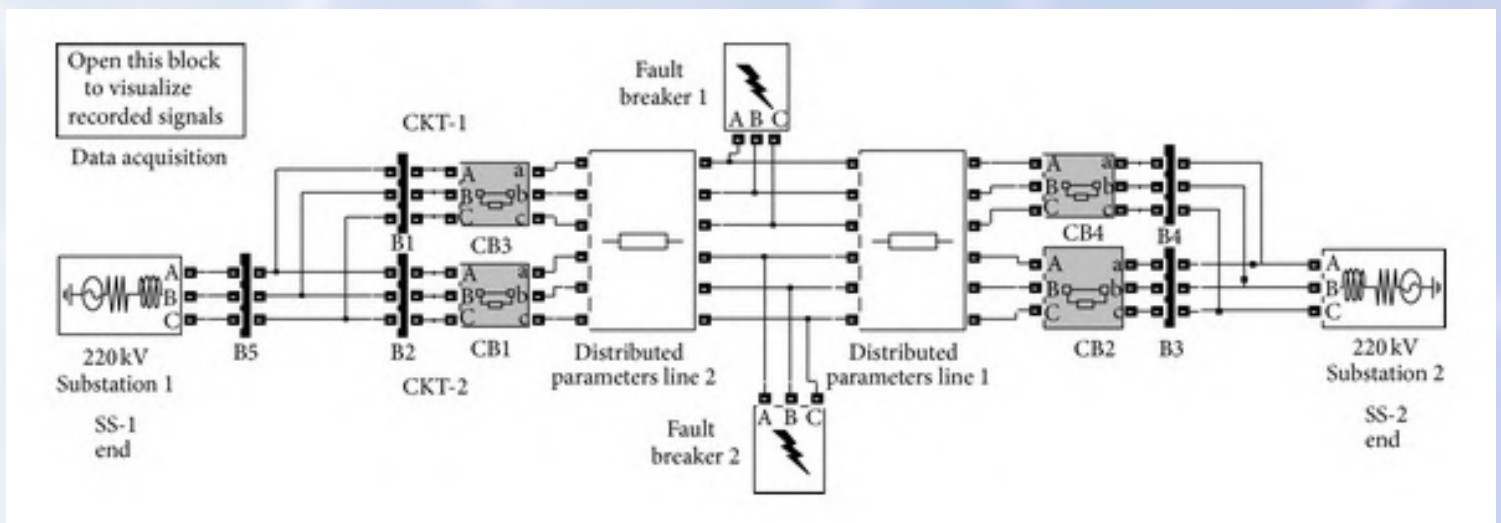 Open this block
to visualize
recorded signals
Data acquisition
CKT-1
Fault
breaker 1
A B C
A
B
C
a
b
c
B1
CB3
A
B
C
a
b
c
CB4
B4
A
B
C
B5
B2
A
B
C
a
b
c
CB1
A
B
C
a
b
c
CB2
B3
A
B
C
220 kV
Substation 1
CKT-2
Distributed
parameters line 2
Distributed
parameters line 1
220 kV
Substation 2
SS-1
end
A B C
Fault
breaker 2
SS-2
end